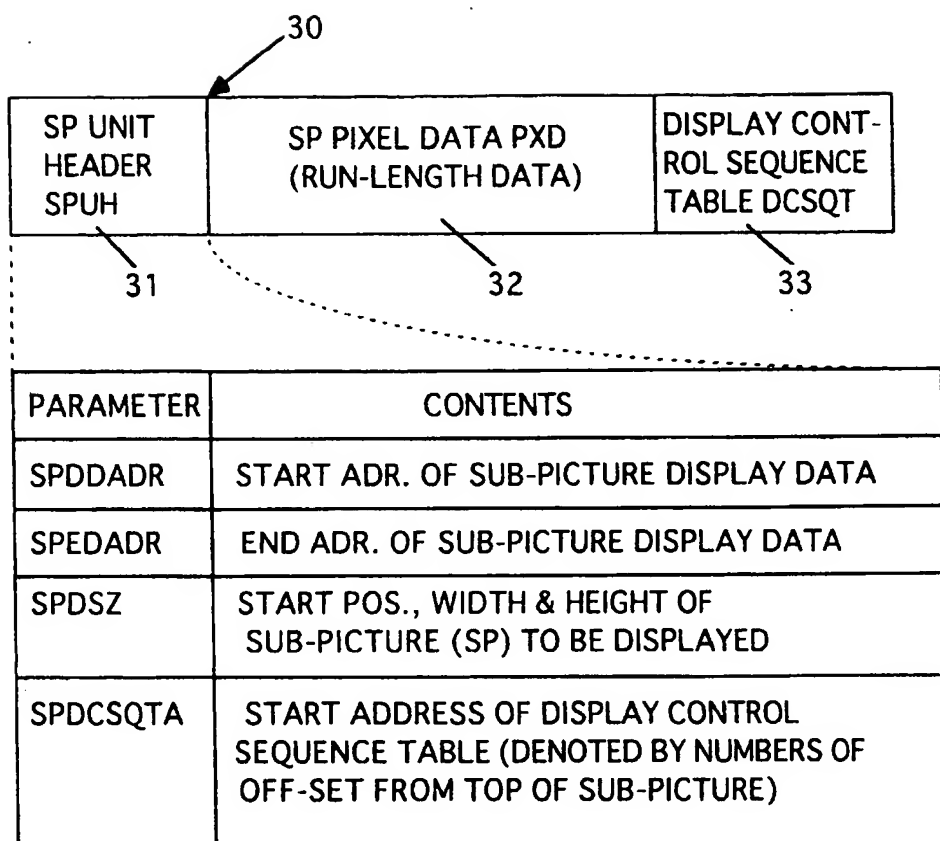 30
SP UNIT
HEADER
SPUH
SP PIXEL DATA PXD
(RUN-LENGTH DATA)
DISPLAY CONT-
ROL SEQUENCE
TABLE DCSQT
31
32
33
PARAMETER CONTENTS
SPDDADR START ADR. OF SUB-PICTURE DISPLAY DATA
SPEDADR END ADR. OF SUB-PICTURE DISPLAY DATA
SPDSZ START POS., WIDTH & HEIGHT OF
SUB-PICTURE (SP) TO BE DISPLAYED
SPDCSQTA START ADDRESS OF DISPLAY CONTROL
SEQUENCE TABLE (DENOTED BY NUMBERS OF
OFF-SET FROM TOP OF SUB-PICTURE)